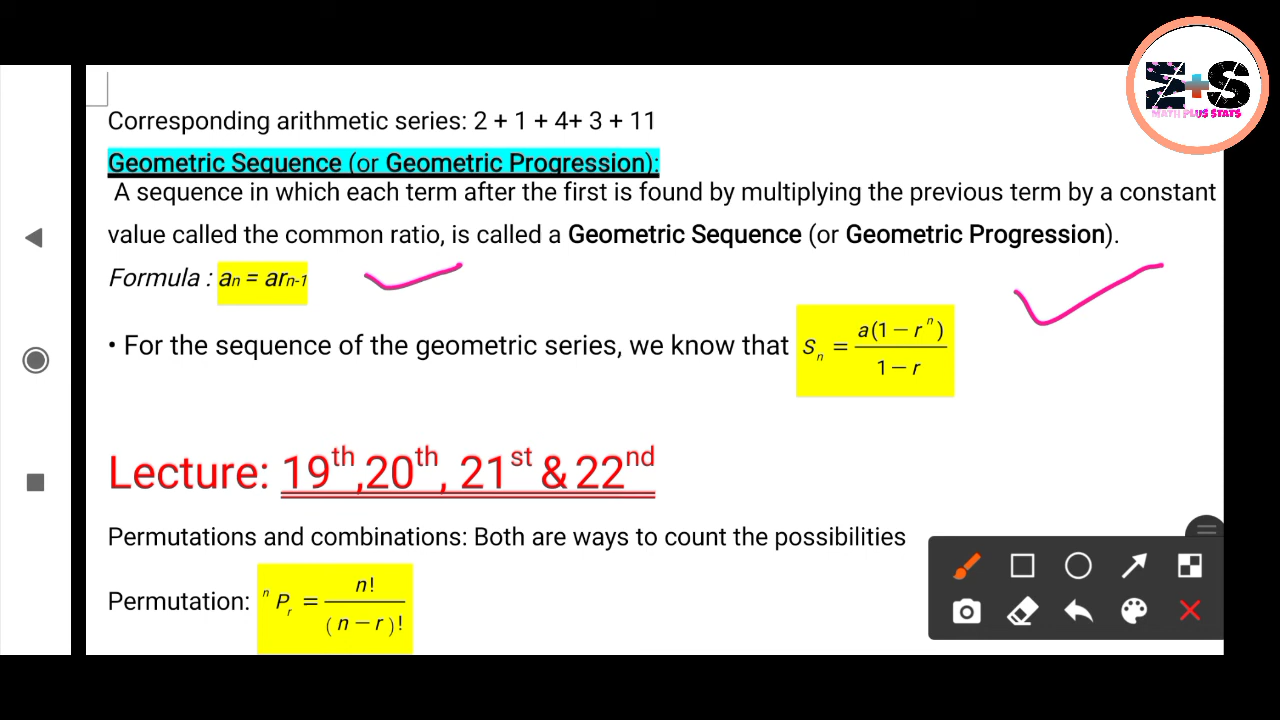 Corresponding arithmetic series: 2 + 1 + 4+ 3 + 11
Geometric Sequence (or Geometric Progression):
A sequence in which each term after the first is found by multiplying the previous term by a constant
value called the common ratio, is called a Geometric Sequence (or Geometric Progression).
Formula : an = arn-1
• For the sequence of the geometric series, we know that Sₙ = a(1 − rⁿ) / 1 − r
Lecture: 19th,20th, 21st & 22nd
Permutations and combinations: Both are ways to count the possibilities
Permutation: ⁿPᵣ = n! / (n − r)!
Σ+S
MATH PLUS STATS